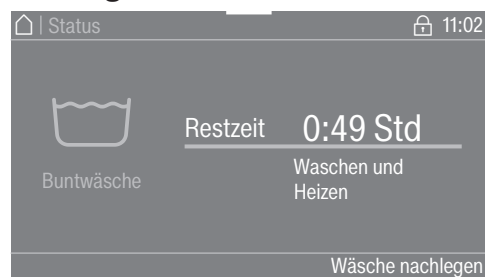 | Status
11:02
Restzeit 0:49 Std
Buntwäsche
Waschen und
Heizen
Wäsche nachlegen